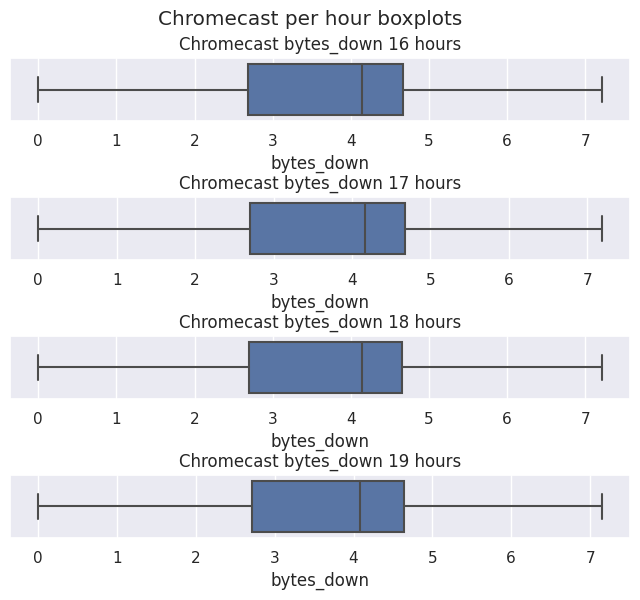 Chromecast per hour boxplots
Chromecast bytes_down 16 hours
0 1 2 3 4 5 6 7
bytes_down
Chromecast bytes_down 17 hours
0 1 2 3 4 5 6 7
bytes_down
Chromecast bytes_down 18 hours
0 1 2 3 4 5 6 7
bytes_down
Chromecast bytes_down 19 hours
0 1 2 3 4 5 6 7
bytes_down